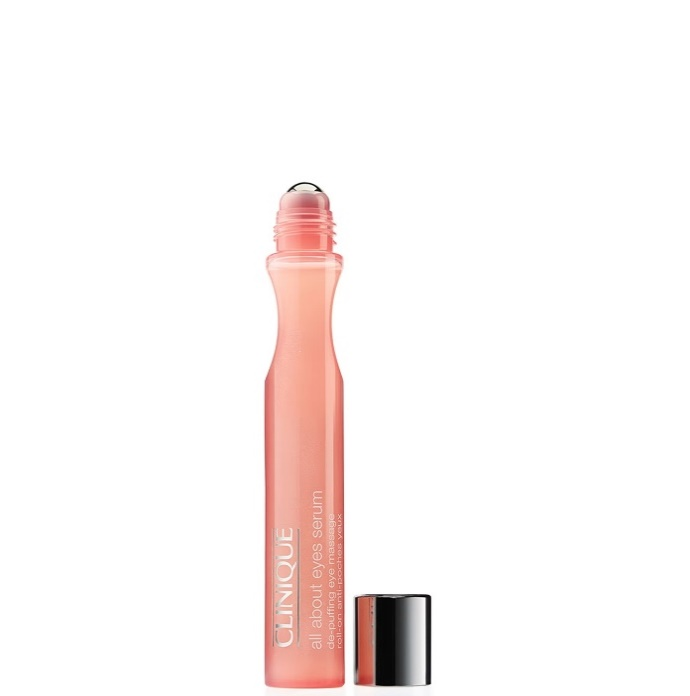 CLINIQUE
all about eyes serum
de-puffing eye massage
roll-on anti-poches yeux